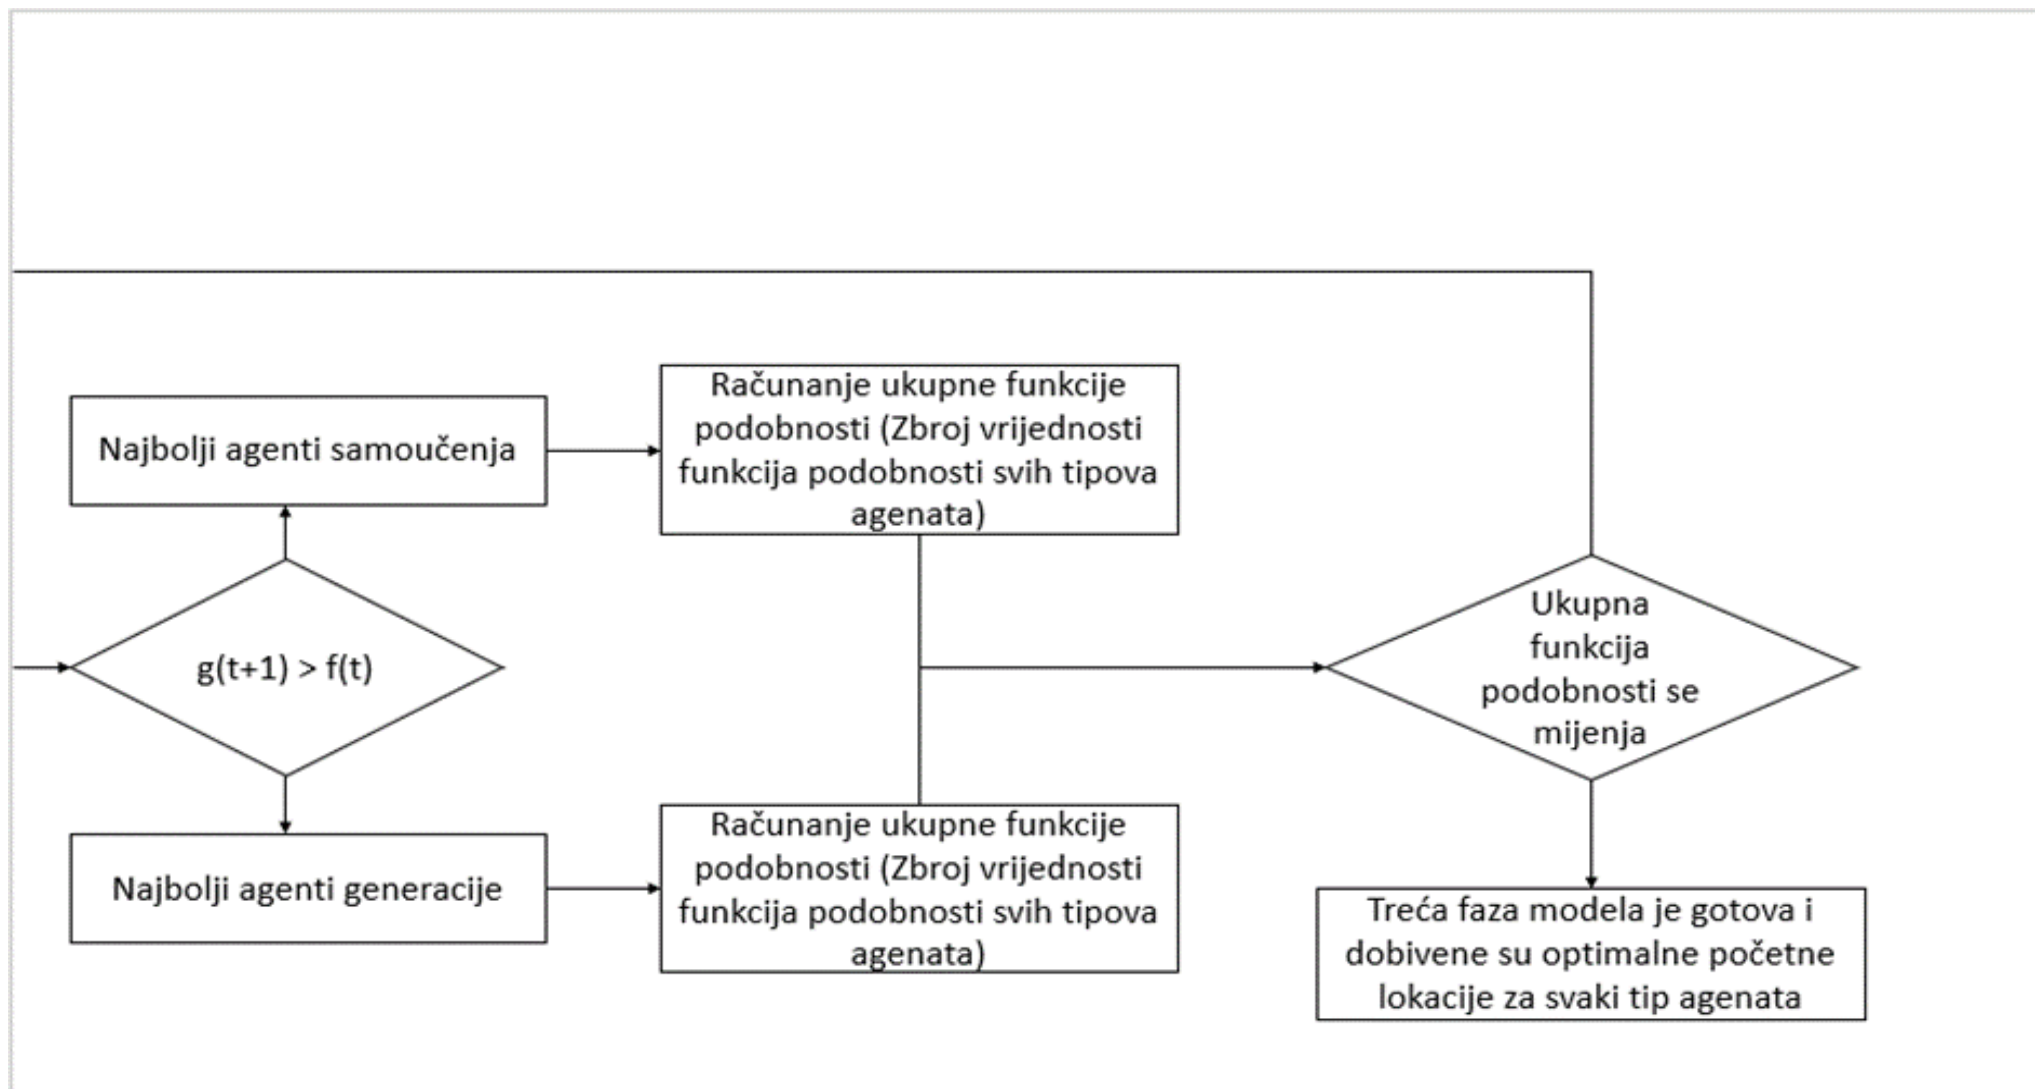 Najbolji agenti samoučenja
Računanje ukupne funkcije
podobnosti (Zbroj vrijednosti
funkcija podobnosti svih tipova
agenata)
g(t+1) > f(t)
Ukupna
funkcija
podobnosti se
mijenja
Najbolji agenti generacije
Računanje ukupne funkcije
podobnosti (Zbroj vrijednosti
funkcija podobnosti svih tipova
agenata)
Treća faza modela je gotova i
dobivene su optimalne početne
lokacije za svaki tip agenata